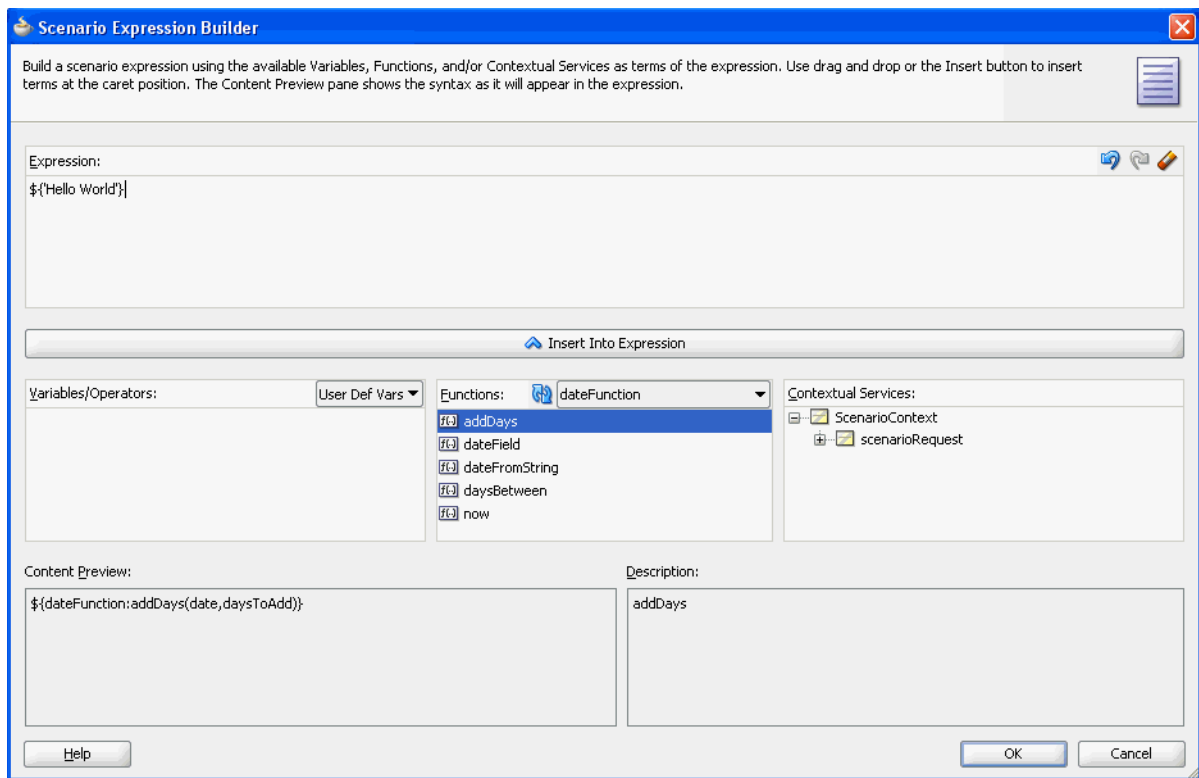 Scenario Expression Builder
Build a scenario expression using the available Variables, Functions, and/or Contextual Services as terms of the expression. Use drag and drop or the Insert button to insert
terms at the caret position. The Content Preview pane shows the syntax as it will appear in the expression.
Expression:
${'Hello World'}
Insert Into Expression
Variables/Operators:
User Def Vars
Functions:
dateFunction
Contextual Services:
f(.) addDays
f(.) dateField
f(.) dateFromString
f(.) daysBetween
f(.) now
ScenarioContext
scenarioRequest
Content Preview:
Description:
${dateFunction:addDays(date,daysToAdd)}
addDays
Help
OK
Cancel